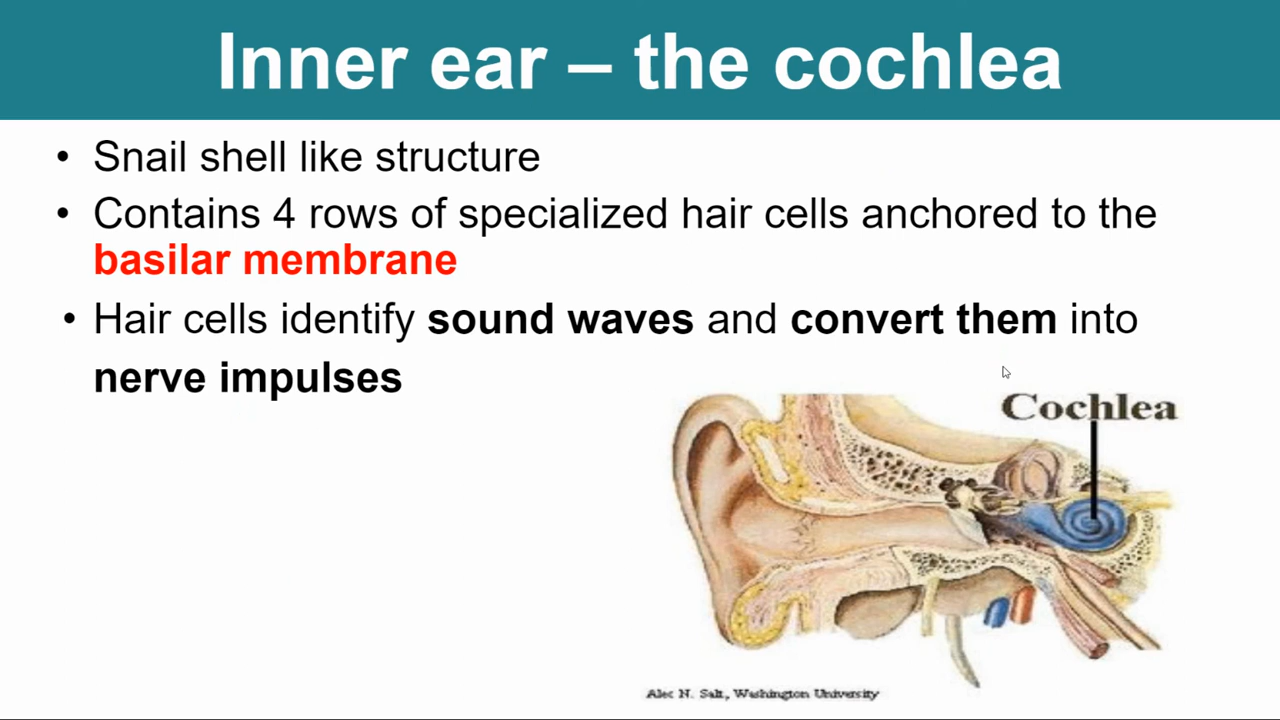 Inner ear – the cochlea
• Snail shell like structure
• Contains 4 rows of specialized hair cells anchored to the
basilar membrane
• Hair cells identify sound waves and convert them into
nerve impulses
Cochlea
Alec N. Salt, Washington University